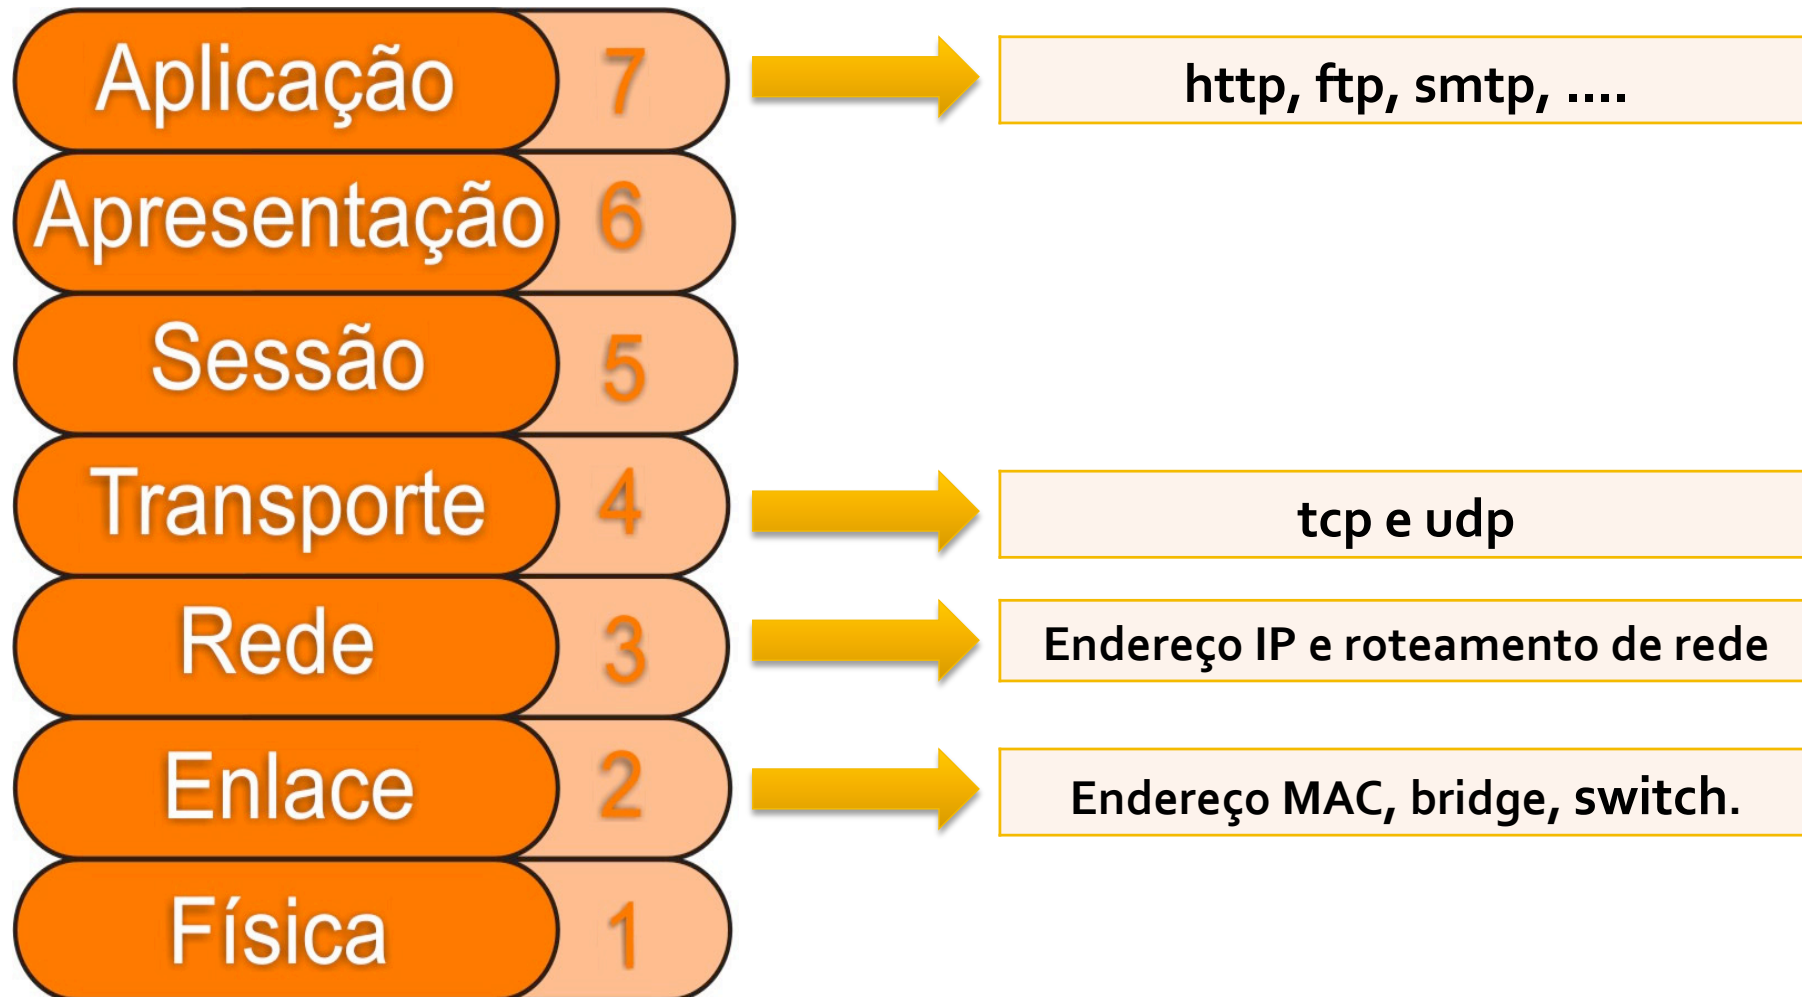 Aplicação 7 http, ftp, smtp, ....
Apresentação 6
Sessão 5
Transporte 4 tcp e udp
Rede 3 Endereço IP e roteamento de rede
Enlace 2 Endereço MAC, bridge, switch.
Física 1